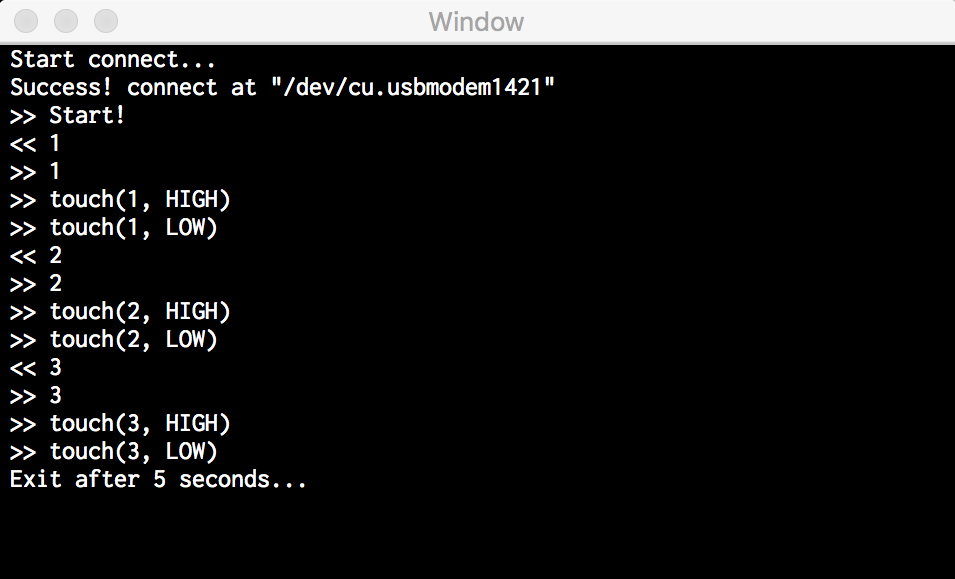 Window
Start connect...
Success! connect at "/dev/cu.usbmodem1421"
>> Start!
<< 1
>> 1
>> touch(1, HIGH)
>> touch(1, LOW)
<< 2
>> 2
>> touch(2, HIGH)
>> touch(2, LOW)
<< 3
>> 3
>> touch(3, HIGH)
>> touch(3, LOW)
Exit after 5 seconds...